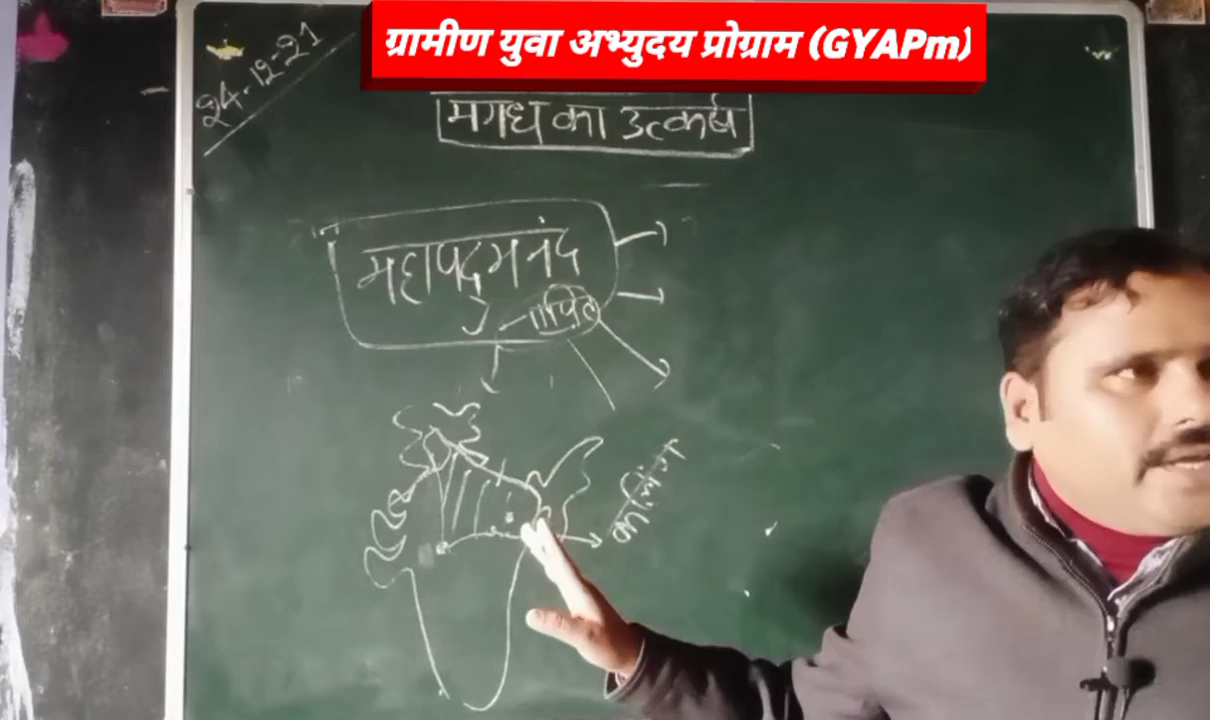 ग्रामीण युवा अभ्युदय प्रोग्राम (GYAPm)
24-12-21
मगध का उत्कर्ष
महापद्मनंद
कलिंग